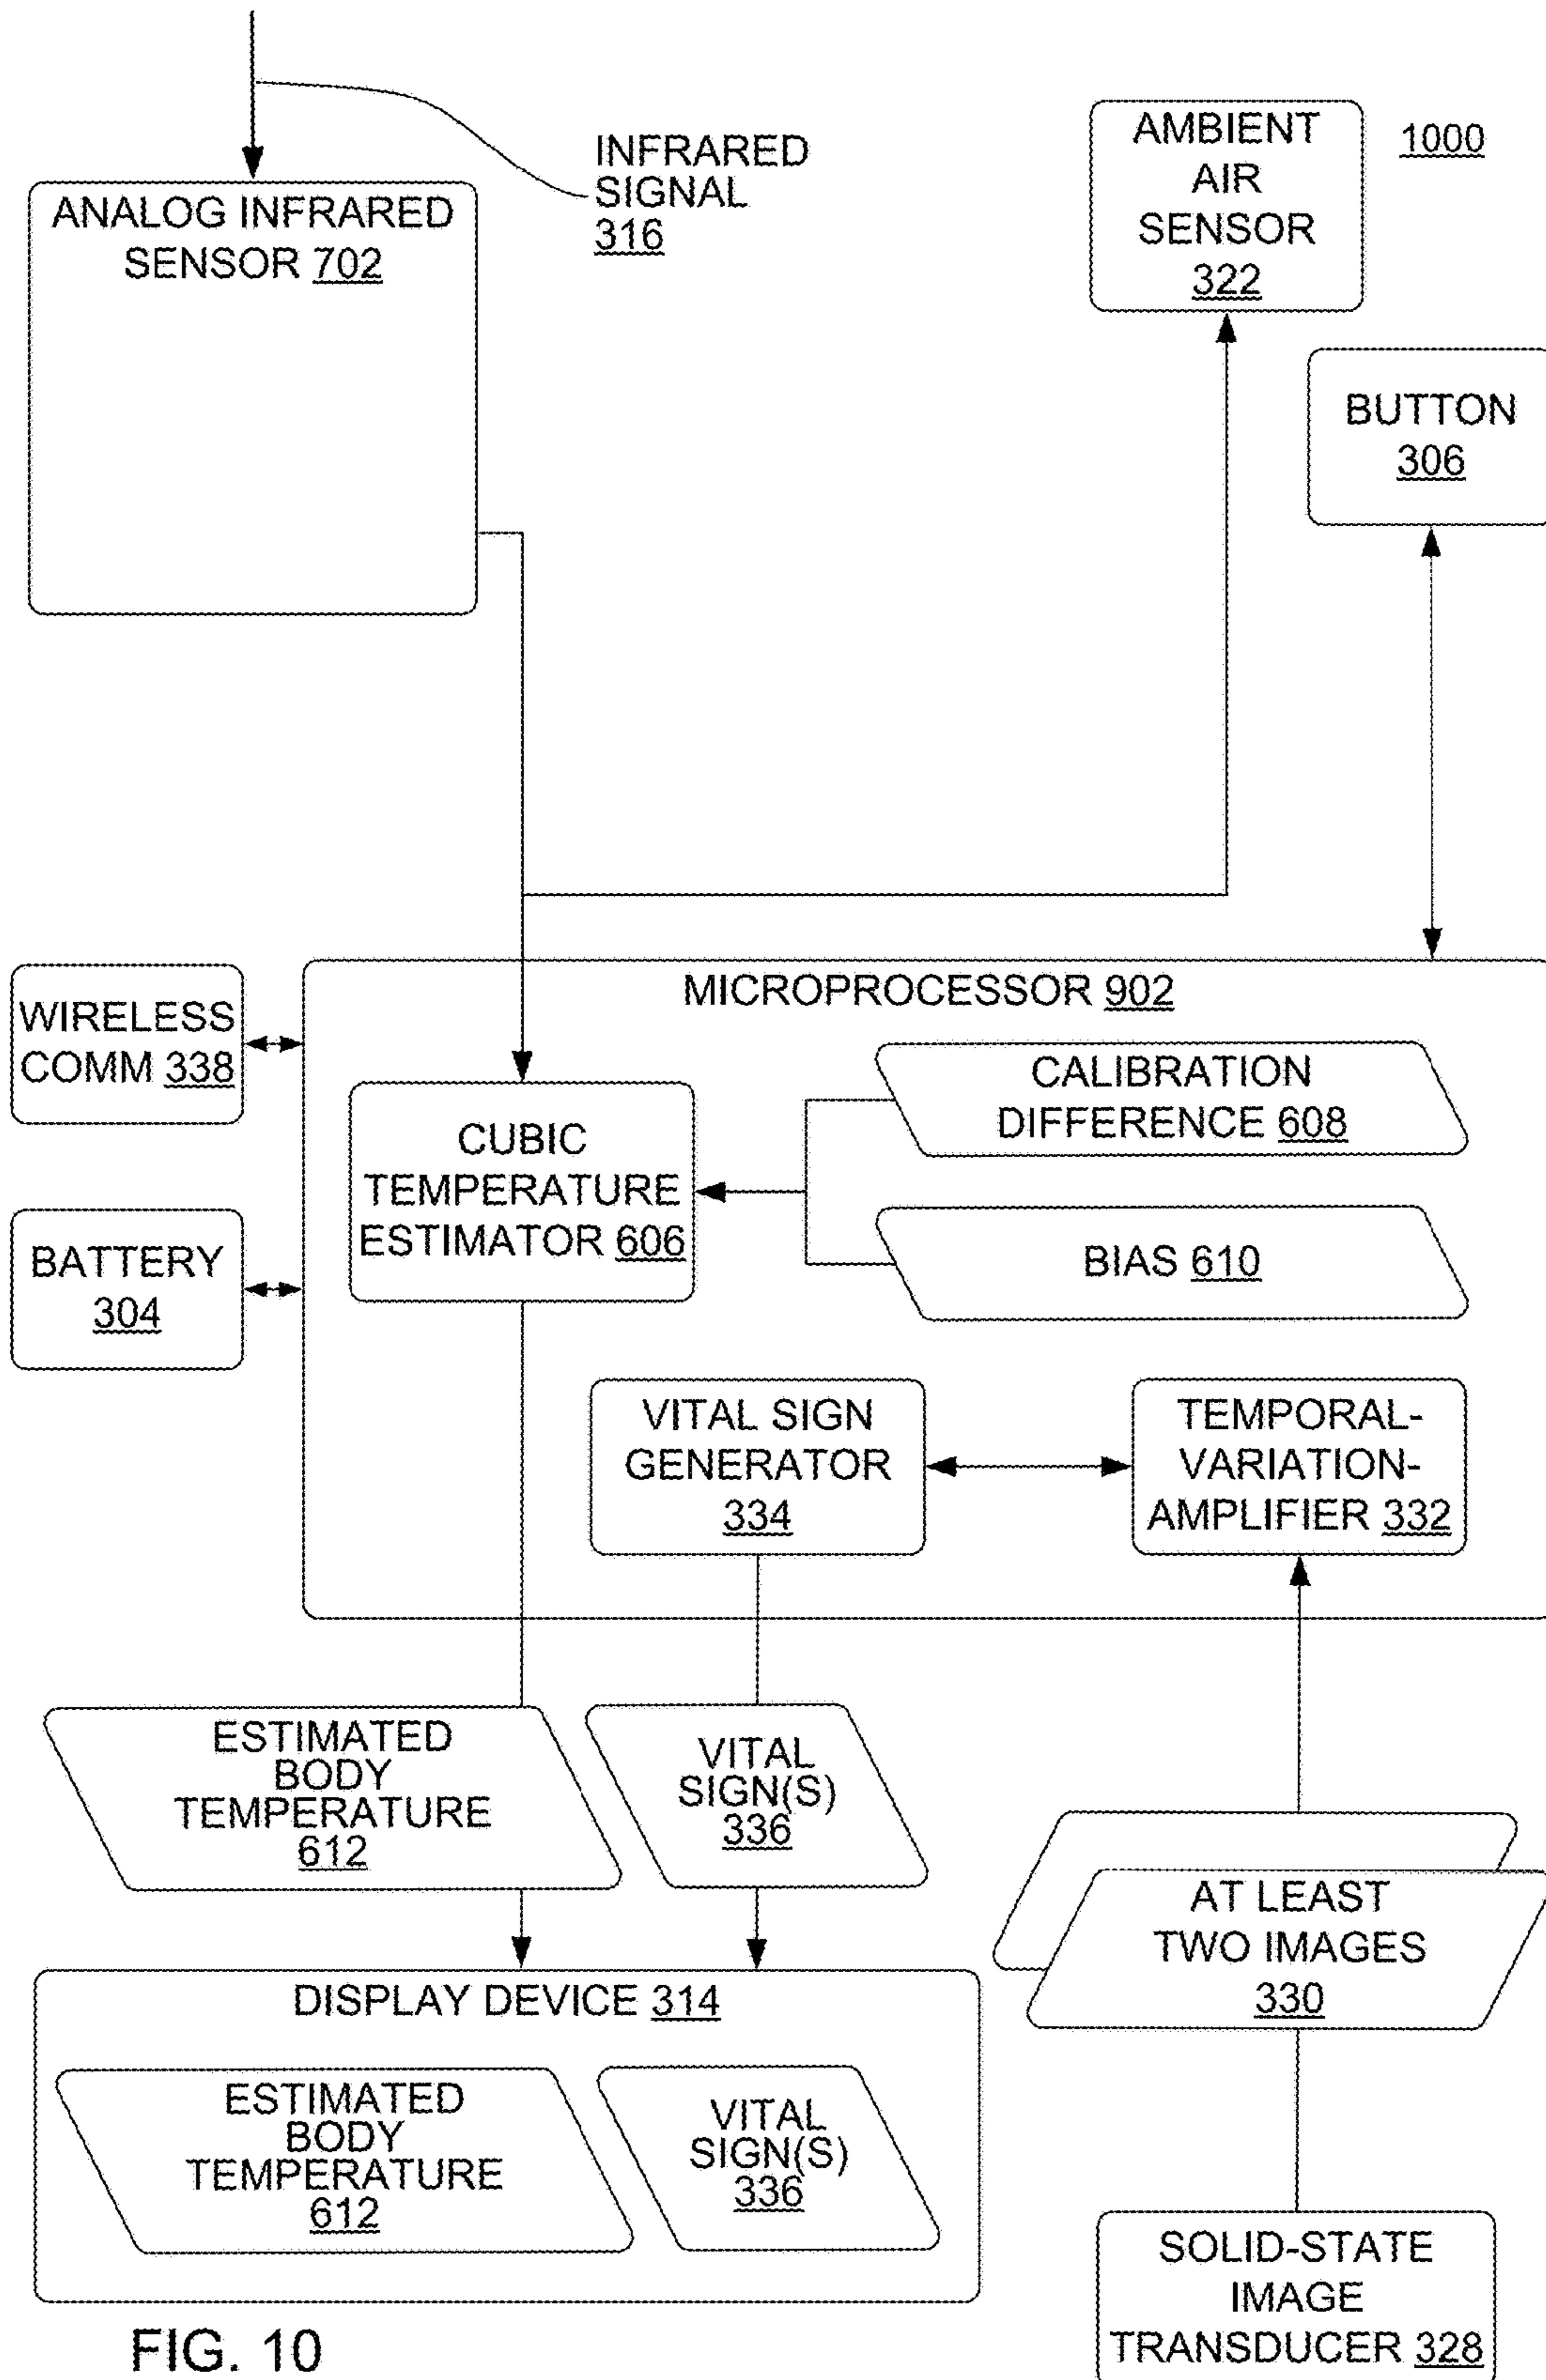 INFRARED
SIGNAL
316
AMBIENT
AIR
SENSOR
322
1000
ANALOG INFRARED
SENSOR 702
BUTTON
306
MICROPROCESSOR 902
WIRELESS
COMM 338
CALIBRATION
DIFFERENCE 608
CUBIC
TEMPERATURE
ESTIMATOR 606
BATTERY
304
BIAS 610
VITAL SIGN
GENERATOR
334
TEMPORAL-
VARIATION-
AMPLIFIER 332
ESTIMATED
BODY
TEMPERATURE
612
VITAL
SIGN(S)
336
AT LEAST
TWO IMAGES
330
DISPLAY DEVICE 314
ESTIMATED
BODY
TEMPERATURE
612
VITAL
SIGN(S)
336
SOLID-STATE
IMAGE
TRANSDUCER 328
FIG. 10